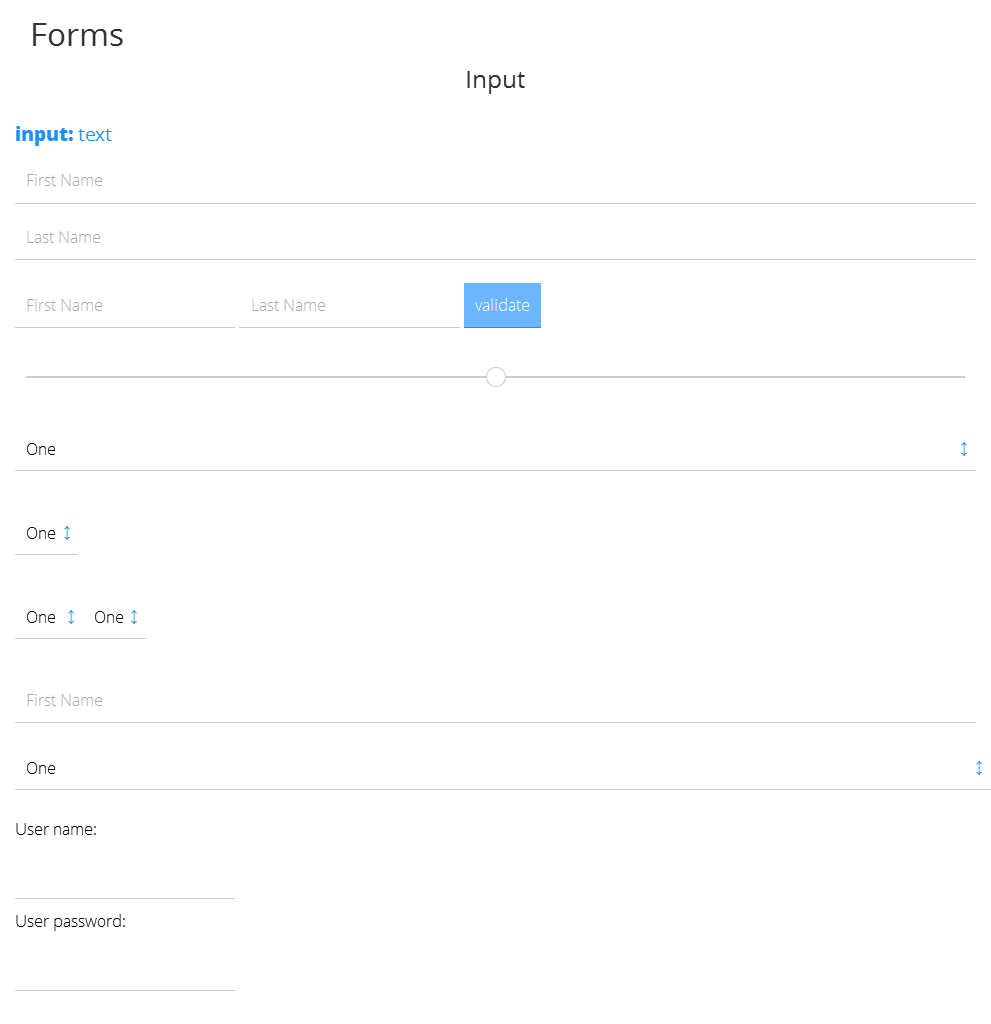 Forms
Input
input: text
First Name
Last Name
First Name Last Name validate
One
One
One One
First Name
One
User name:
User password: